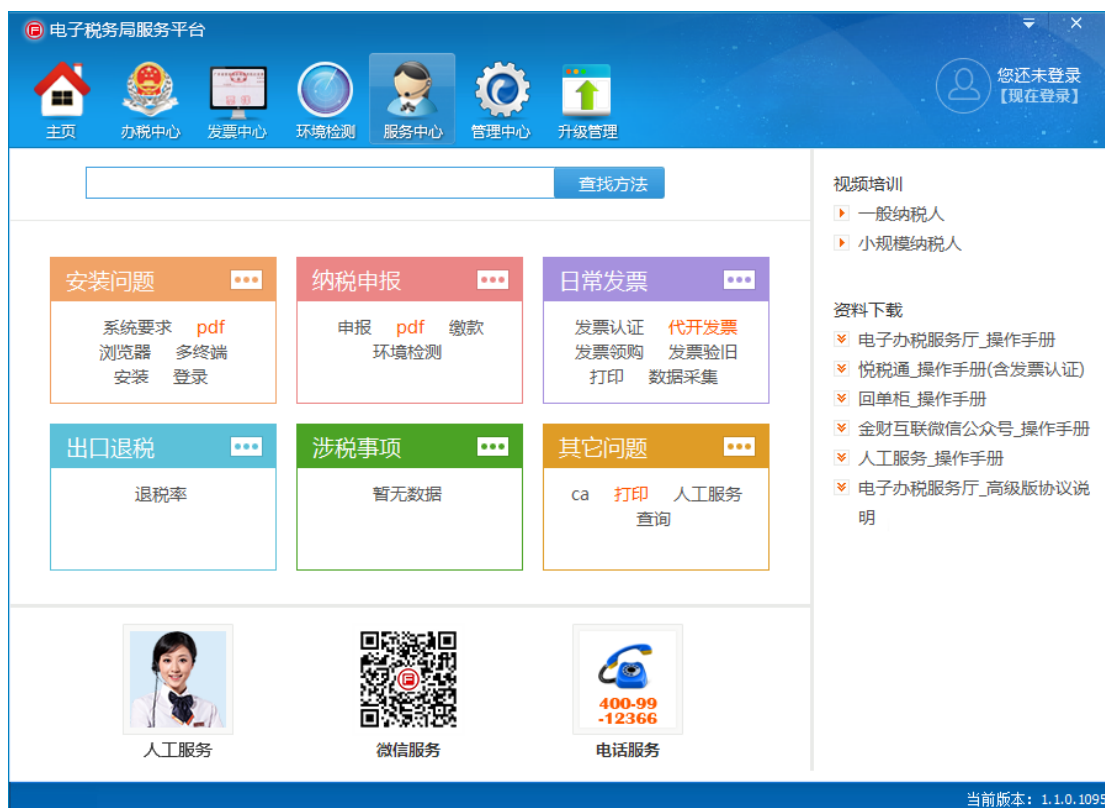 电子税务局服务平台
您还未登录
【现在登录】
主页 办税中心 发票中心 环境检测 服务中心 管理中心 升级管理
查找方法
安装问题
系统要求 pdf
浏览器 多终端
安装 登录
纳税申报
申报 pdf 缴款
环境检测
日常发票
发票认证 代开发票
发票领购 发票验旧
打印 数据采集
出口退税
退税率
涉税事项
暂无数据
其它问题
ca 打印 人工服务
查询
视频培训
一般纳税人
小规模纳税人
资料下载
电子办税服务厅_操作手册
悦税通_操作手册(含发票认证)
回单柜_操作手册
金财互联微信公众号_操作手册
人工服务_操作手册
电子办税服务厅_高级版协议说
明
400-99
-12366
人工服务 微信服务 电话服务
当前版本：1.1.0.1095